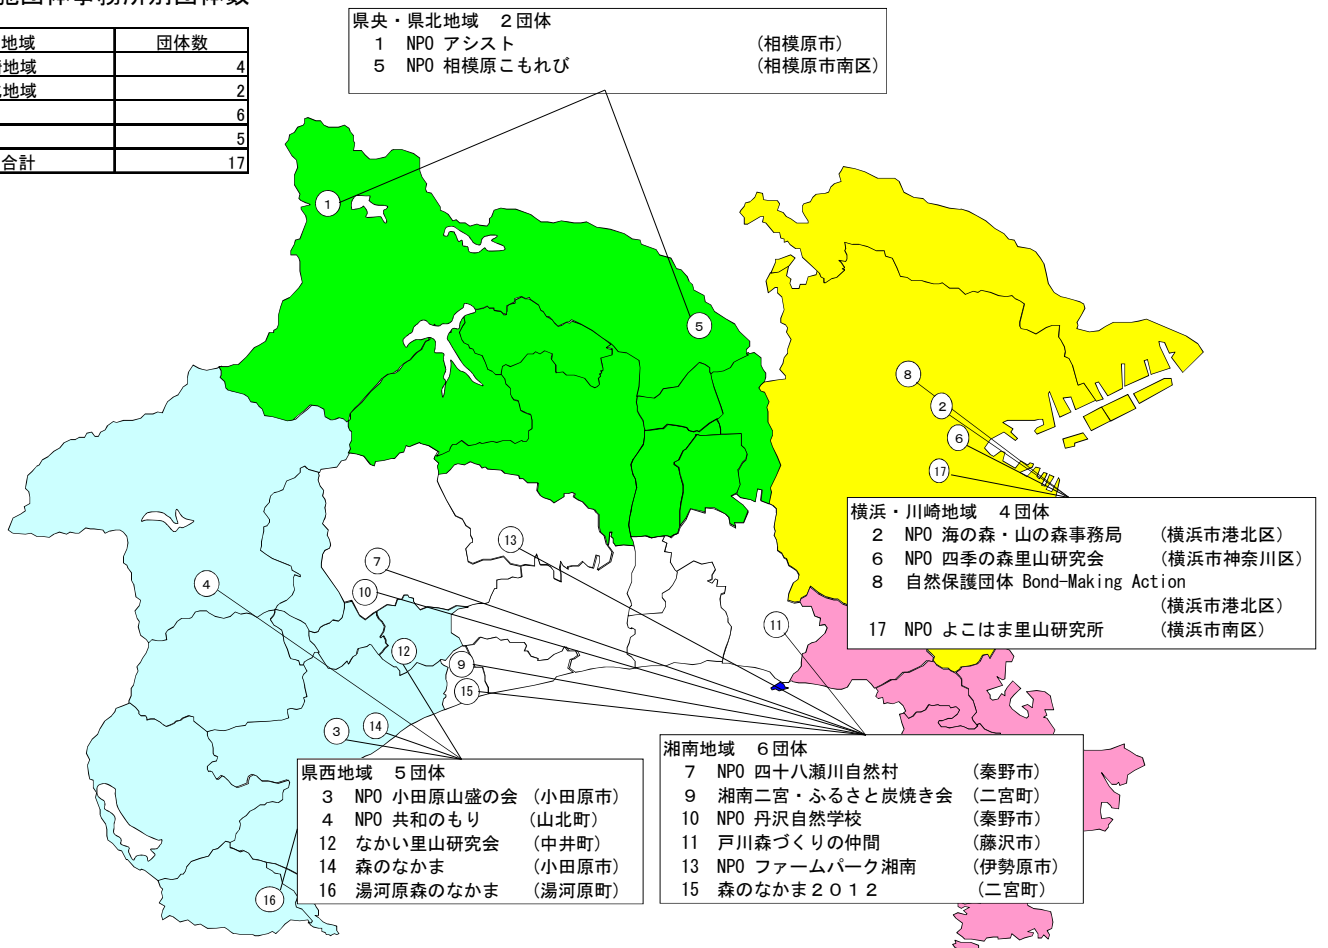 施団体事務所別団体数
地域 団体数
崎地域 4
北地域 2
6
5
合計 17
県央・県北地域 ２団体
1 NPO アシスト (相模原市)
5 NPO 相模原こもれび (相模原市南区)
1
5
8
2
6
17
13
7
10
4
11
12
9
15
14
3
16
横浜・川崎地域 ４団体
2 NPO 海の森・山の森事務局 (横浜市港北区)
6 NPO 四季の森里山研究会 (横浜市神奈川区)
8 自然保護団体 Bond-Making Action
(横浜市港北区)
17 NPO よこはま里山研究所 (横浜市南区)
湘南地域 ６団体
7 NPO 四十八瀬川自然村 (秦野市)
9 湘南二宮・ふるさと炭焼き会 (二宮町)
10 NPO 丹沢自然学校 (秦野市)
11 戸川森づくりの仲間 (藤沢市)
13 NPO ファームパーク湘南 (伊勢原市)
15 森のなかま２０１２ (二宮町)
県西地域 ５団体
3 NPO 小田原山盛の会 (小田原市)
4 NPO 共和のもり (山北町)
12 なかい里山研究会 (中井町)
14 森のなかま (小田原市)
16 湯河原森のなかま (湯河原町)